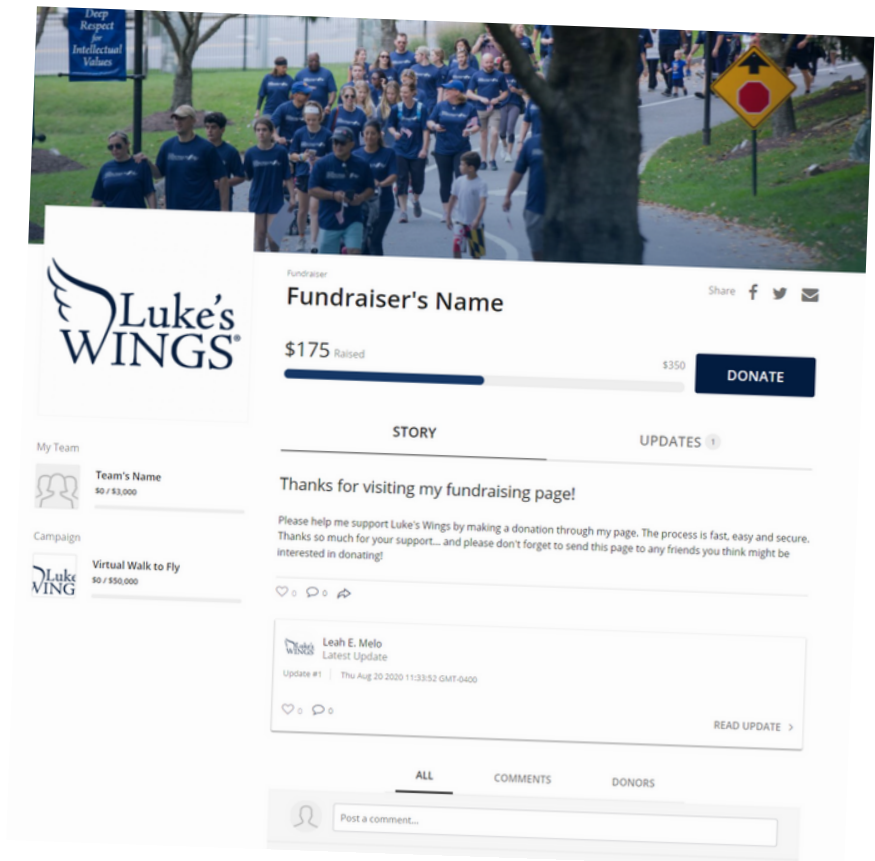 Deep
Respect
for
Intellectual
Values
Luke's
WINGS®
Fundraiser
Fundraiser's Name
Share
$175 Raised
$350
DONATE
STORY
UPDATES 1
My Team
Team's Name
$0 / $3,000
Campaign
Luke
WING
Virtual Walk to Fly
$0 / $50,000
Thanks for visiting my fundraising page!
Please help me support Luke's Wings by making a donation through my page. The process is fast, easy and secure.
Thanks so much for your support... and please don't forget to send this page to any friends you think might be
interested in donating!
0 0
Luke's
WINGS
Leah E. Melo
Latest Update
Update #1 Thu Aug 20 2020 11:33:52 GMT-0400
0 0
READ UPDATE >
ALL COMMENTS DONORS
Post a comment...